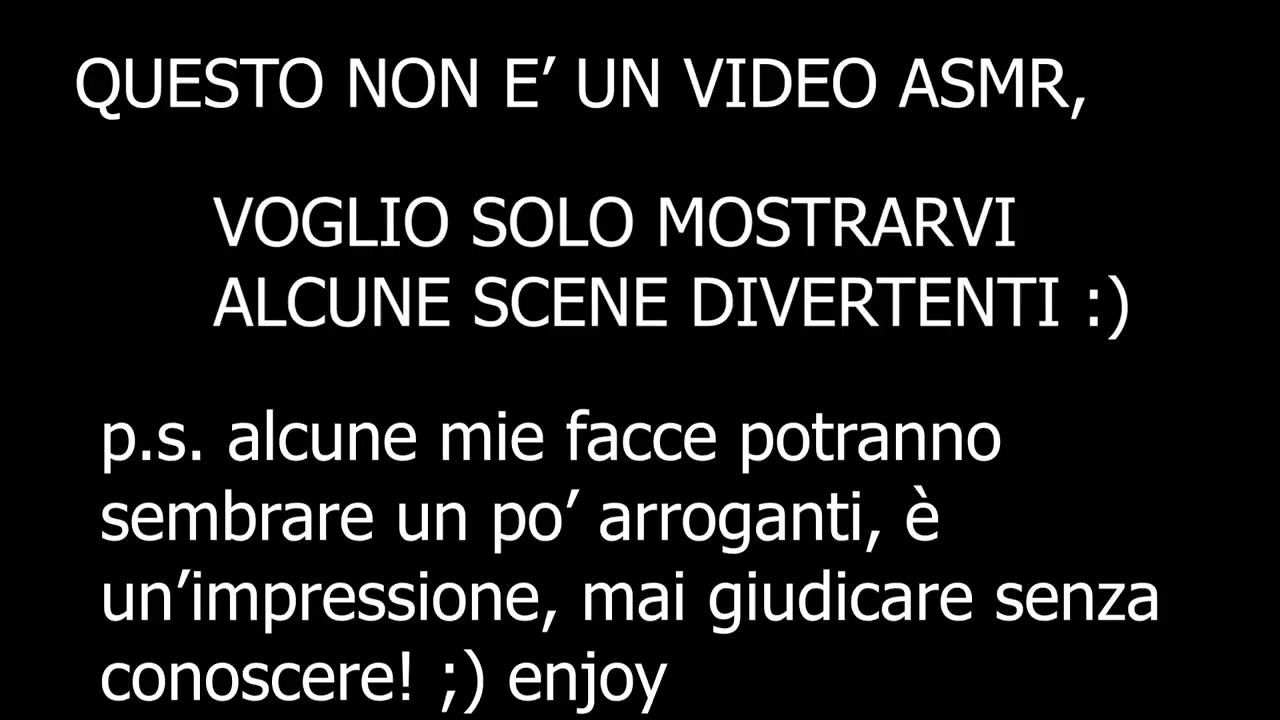 QUESTO NON E’ UN VIDEO ASMR,
VOGLIO SOLO MOSTRARVI
ALCUNE SCENE DIVERTENTI :)
p.s. alcune mie facce potranno
sembrare un po’ arroganti, è
un’impressione, mai giudicare senza
conoscere! ;) enjoy